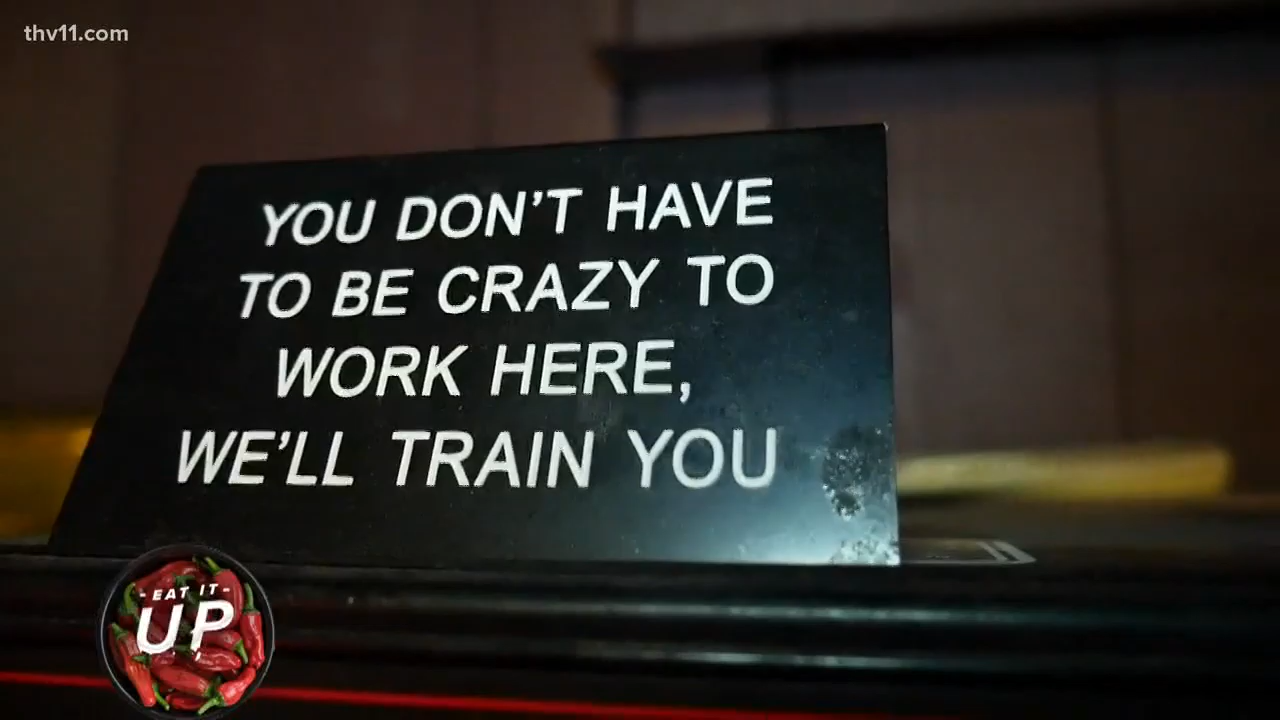 thv11.com
YOU DON'T HAVE
TO BE CRAZY TO
WORK HERE,
WE'LL TRAIN YOU
- EAT IT -
UP